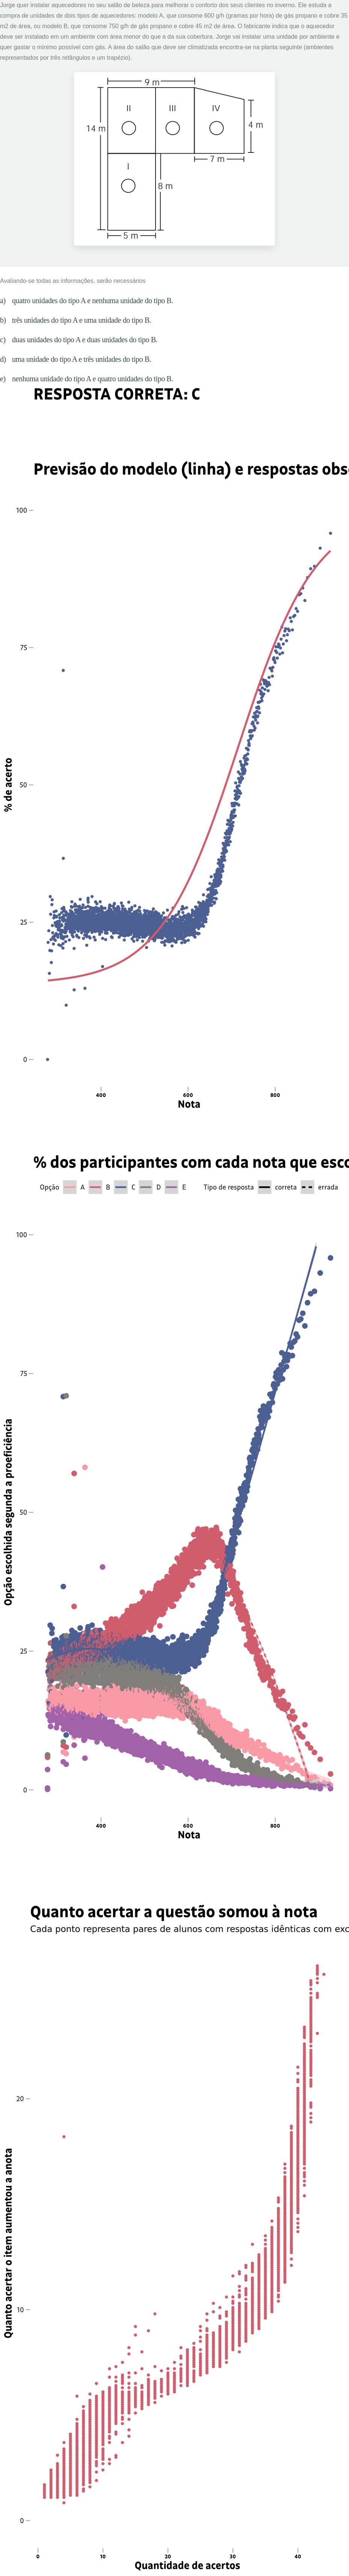 Jorge quer instalar aquecedores no seu salão de beleza para melhorar o conforto dos seus clientes no inverno. Ele estuda a
compra de unidades de dois tipos de aquecedores: modelo A, que consome 600 g/h (gramas por hora) de gás propano e cobre 35
m2 de área, ou modelo B, que consome 750 g/h de gás propano e cobre 45 m2 de área. O fabricante indica que o aquecedor
deve ser instalado em um ambiente com área menor do que a da sua cobertura. Jorge vai instalar uma unidade por ambiente e
quer gastar o mínimo possível com gás. A área do salão que deve ser climatizada encontra-se na planta seguinte (ambientes
representados por três retângulos e um trapézio).
9 m
II
III
IV
14 m
4 m
7 m
I
8 m
5 m
Avaliando-se todas as informações, serão necessários
a) quatro unidades do tipo A e nenhuma unidade do tipo B.
b) três unidades do tipo A e uma unidade do tipo B.
c) duas unidades do tipo A e duas unidades do tipo B.
d) uma unidade do tipo A e três unidades do tipo B.
e) nenhuma unidade do tipo A e quatro unidades do tipo B.
RESPOSTA CORRETA: C
Previsão do modelo (linha) e respostas obs
100
75
50
25
0
% de acerto
400 600 800
Nota
% dos participantes com cada nota que esco
Opção A B C D E Tipo de resposta correta errada
100
75
50
25
0
Opção escolhida segunda a proeficiência
400 600 800
Nota
Quanto acertar a questão somou à nota
Cada ponto representa pares de alunos com respostas idênticas com exc
20
10
0
Quanto acertar o item aumentou a anota
0 10 20 30 40
Quantidade de acertos